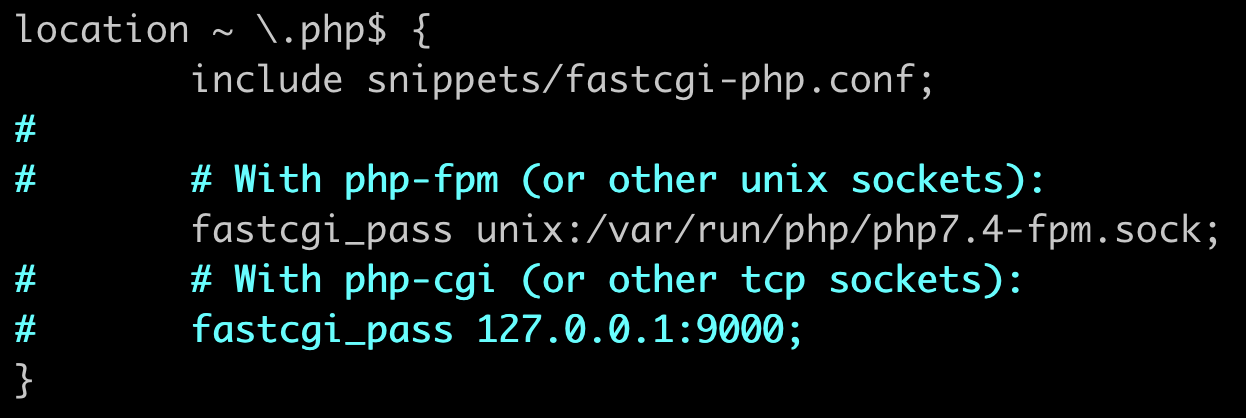 location ~ \.php$ {
        include snippets/fastcgi-php.conf;
#
#       # With php-fpm (or other unix sockets):
        fastcgi_pass unix:/var/run/php/php7.4-fpm.sock;
#       # With php-cgi (or other tcp sockets):
#       fastcgi_pass 127.0.0.1:9000;
}